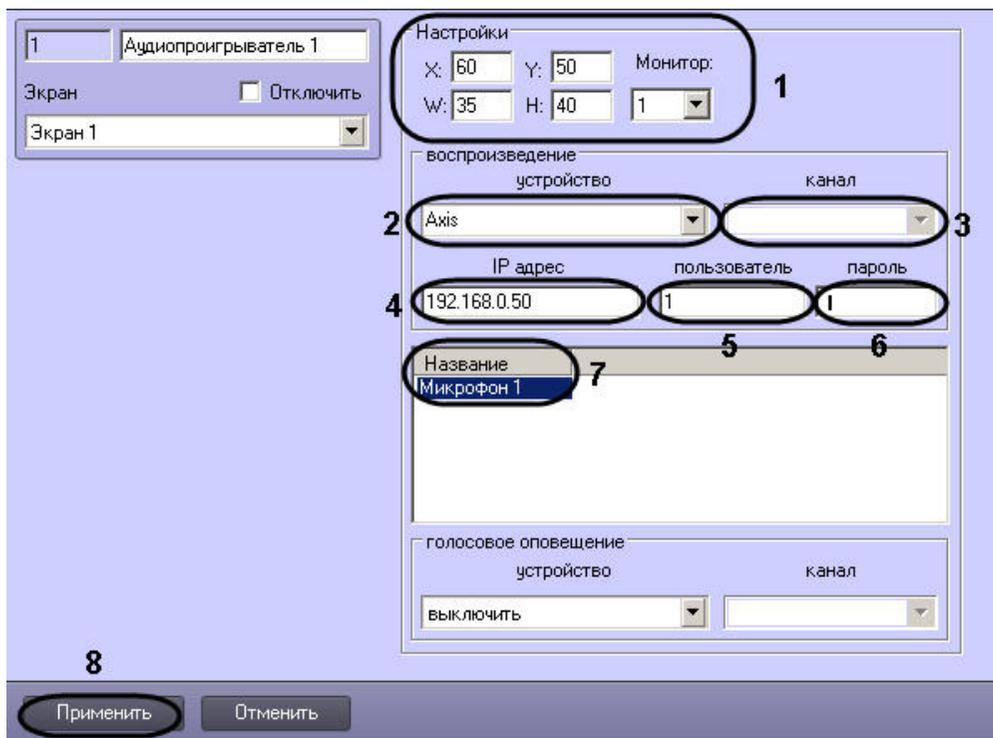 1 Аудиопроигрыватель 1
Экран Отключить
Экран 1
Настройки
X: 60 Y: 50 Монитор:
W: 35 H: 40 1
1
воспроизведение
устройство канал
2 Axis 3
IP адрес пользователь пароль
4 192.168.0.50 1
5 6
Название
7
Микрофон 1
голосовое оповещение
устройство канал
выключить
8
Применить Отменить